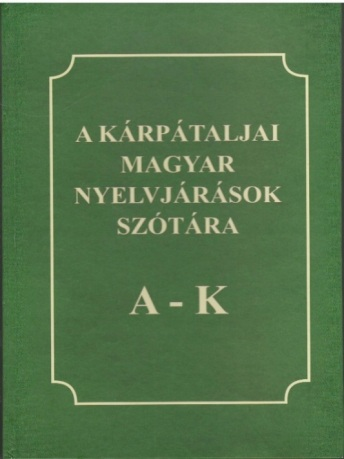 A KÁRPÁTALJAI
MAGYAR
NYELVJÁRÁSOK
SZÓTÁRA
A - K